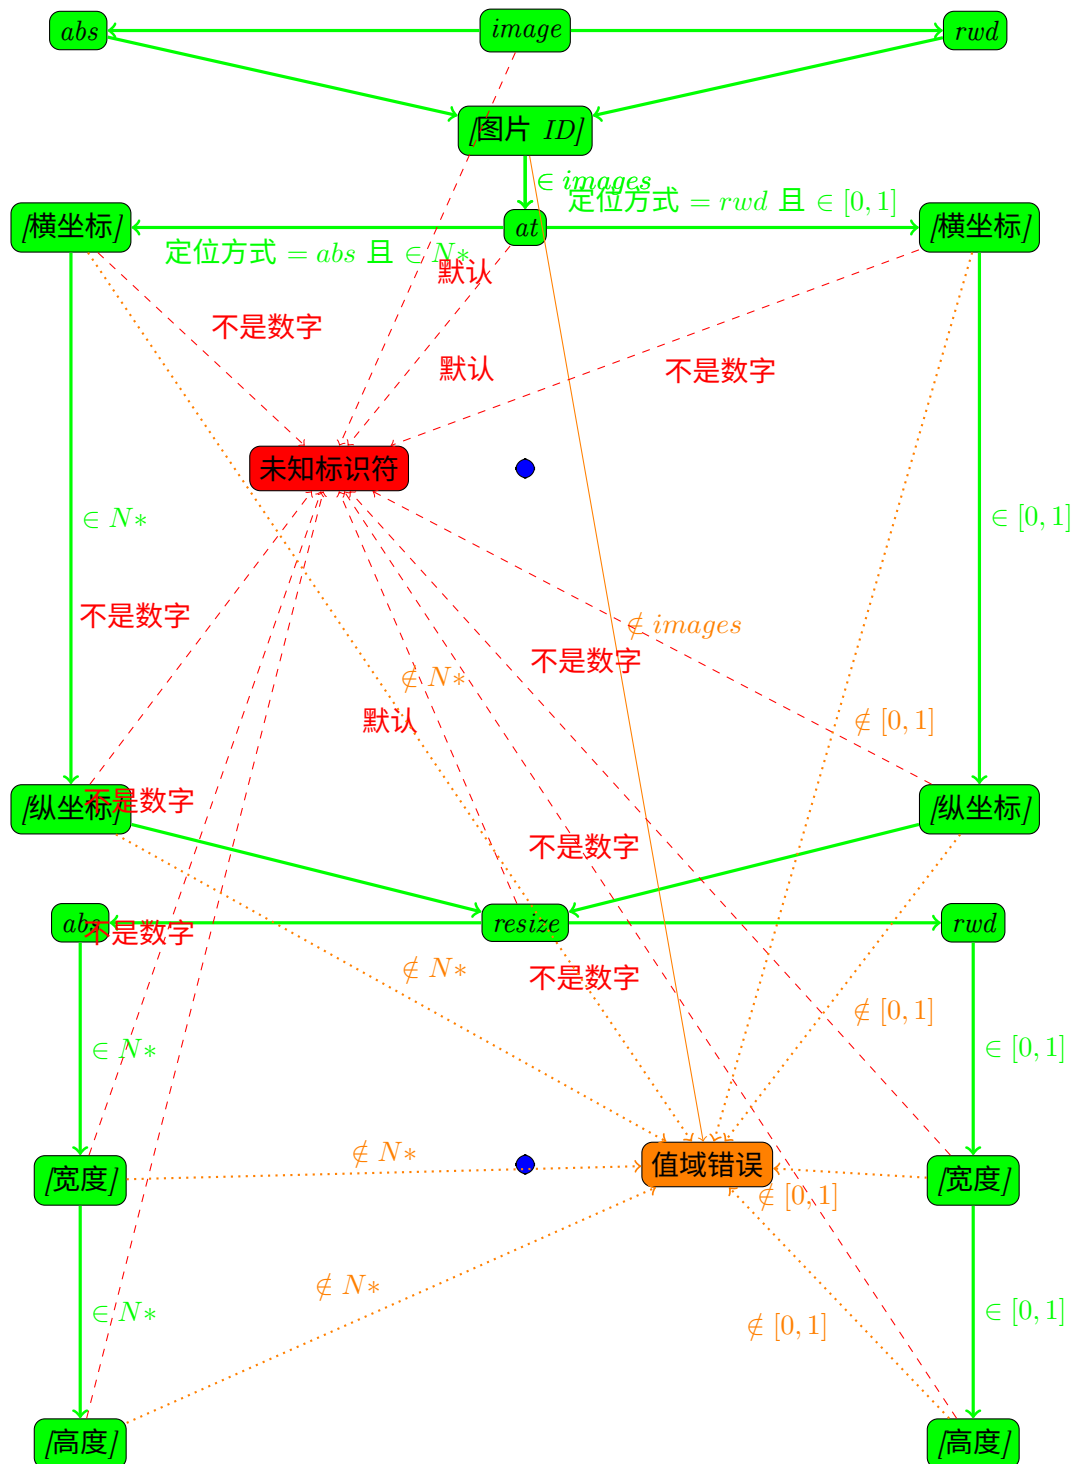 abs
image
rwd
[图片 ID]
∈ images
定位方式 = rwd 且 ∈ [0, 1]
[横坐标]
at
[横坐标]
定位方式 = abs 且 ∈ N*
默认
不是数字
默认
不是数字
未知标识符
∈ N*
∈ [0, 1]
不是数字
∉ images
不是数字
∉ N*
默认
∉ [0, 1]
不是数字
[纵坐标]
[纵坐标]
不是数字
abs
resize
rwd
不是数字
∉ N*
不是数字
∉ [0, 1]
∈ N*
∈ [0, 1]
∉ N*
值域错误
[宽度]
[宽度]
∉ [0, 1]
∉ N*
∈ N*
∈ [0, 1]
∉ [0, 1]
[高度]
[高度]